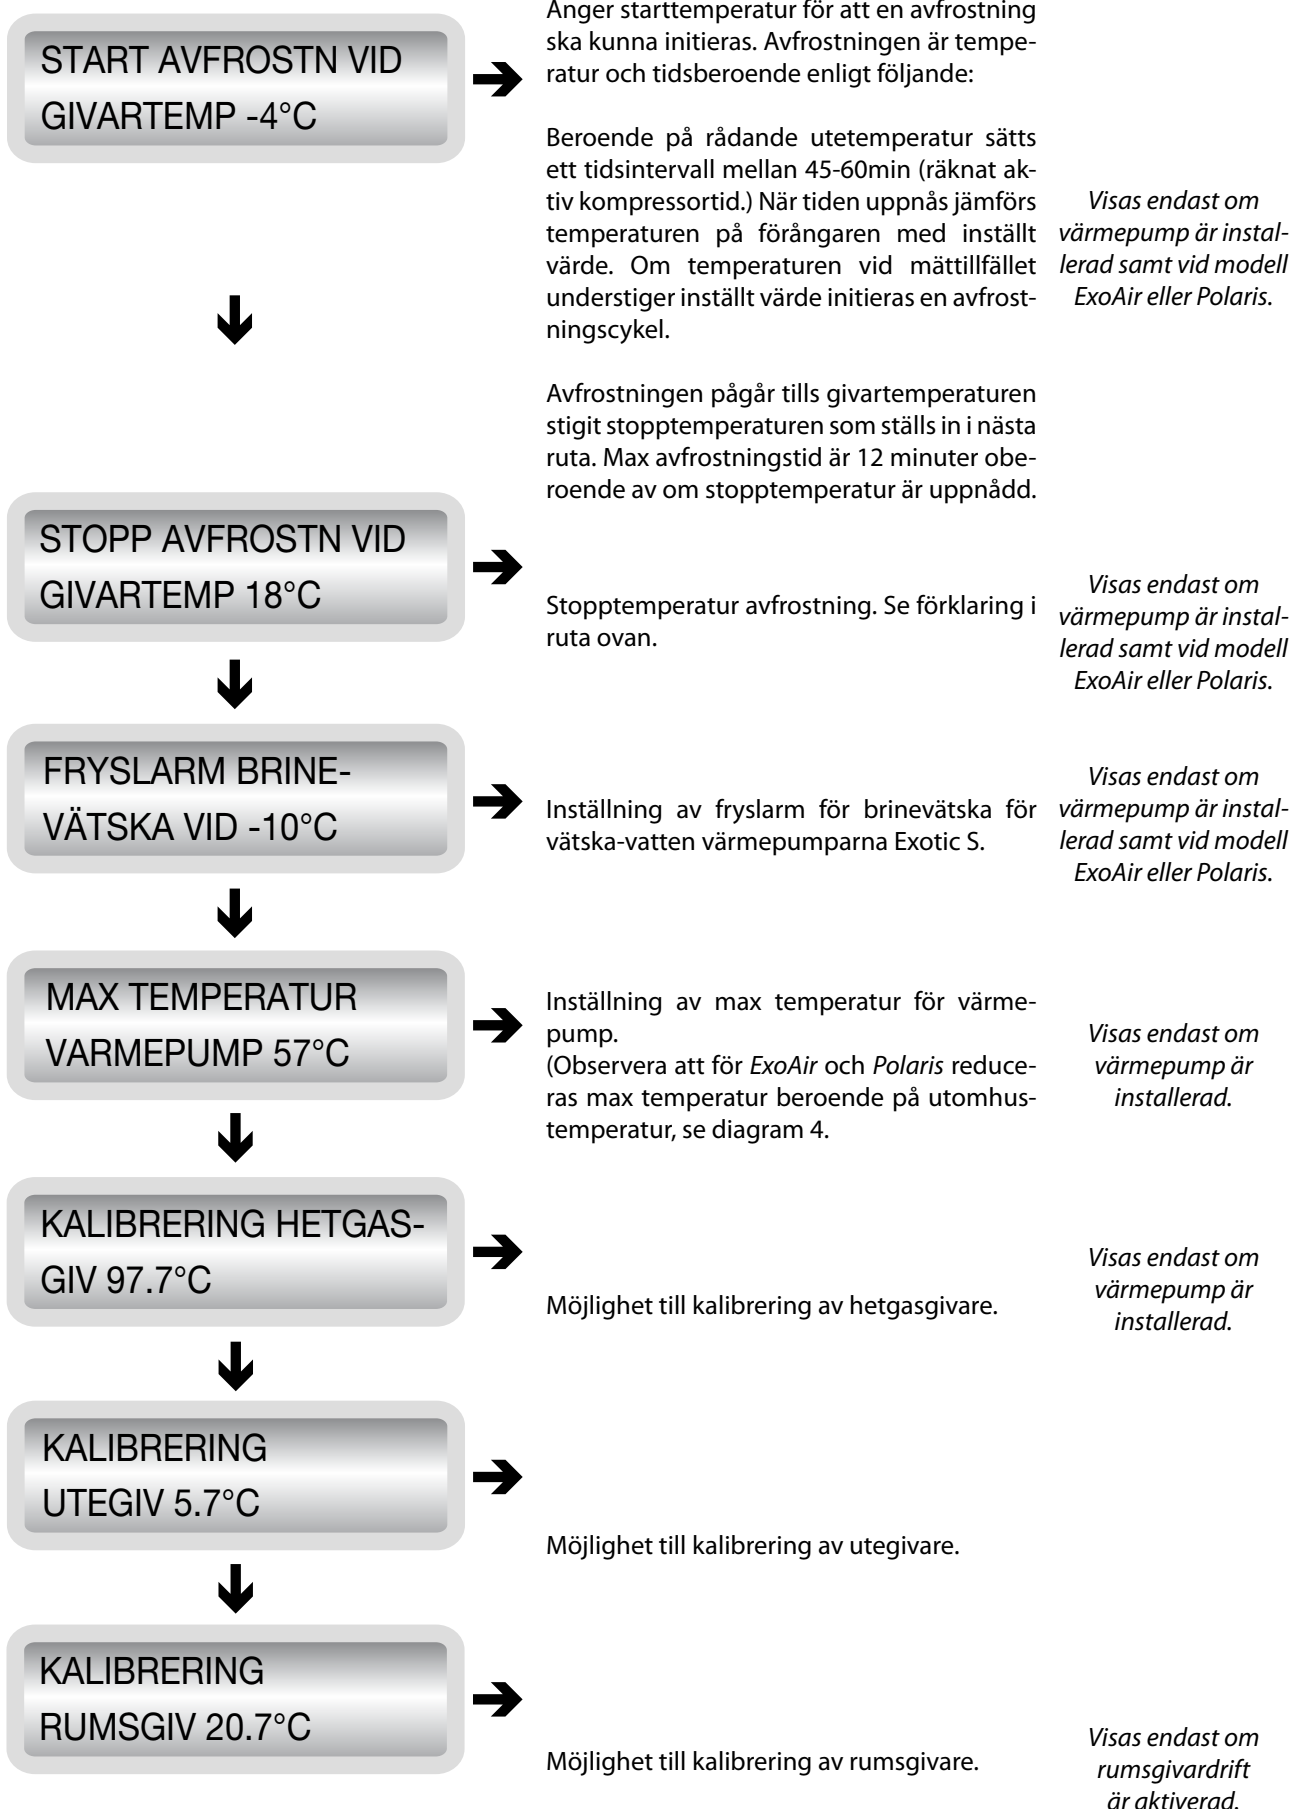 START AVFROSTN VID
GIVARTEMP -4°C
Anger starttemperatur för att en avfrostning
ska kunna initieras. Avfrostningen är tempe-
ratur och tidsberoende enligt följande:
Beroende på rådande utetemperatur sätts
ett tidsintervall mellan 45-60min (räknat ak-
tiv kompressortid.) När tiden uppnås jämförs
temperaturen på förångaren med inställt
värde. Om temperaturen vid mättillfället
understiger inställt värde initieras en avfrost-
ningscykel.
Avfrostningen pågår tills givartemperaturen
stigit stopptemperaturen som ställs in i nästa
ruta. Max avfrostningstid är 12 minuter obe-
roende av om stopptemperatur är uppnådd.
Visas endast om
värmepump är instal-
lerad samt vid modell
ExoAir eller Polaris.
STOPP AVFROSTN VID
GIVARTEMP 18°C
Stopptemperatur avfrostning. Se förklaring i
ruta ovan.
Visas endast om
värmepump är instal-
lerad samt vid modell
ExoAir eller Polaris.
FRYSLARM BRINE-
VÄTSKA VID -10°C
Inställning av fryslarm för brinevätska för
vätska-vatten värmepumparna Exotic S.
Visas endast om
värmepump är instal-
lerad samt vid modell
ExoAir eller Polaris.
MAX TEMPERATUR
VARMEPUMP 57°C
Inställning av max temperatur för värme-
pump.
(Observera att för ExoAir och Polaris reduce-
ras max temperatur beroende på utomhus-
temperatur, se diagram 4.
Visas endast om
värmepump är
installerad.
KALIBRERING HETGAS-
GIV 97.7°C
Möjlighet till kalibrering av hetgasgivare.
Visas endast om
värmepump är
installerad.
KALIBRERING
UTEGIV 5.7°C
Möjlighet till kalibrering av utegivare.
KALIBRERING
RUMSGIV 20.7°C
Möjlighet till kalibrering av rumsgivare.
Visas endast om
rumsgivardrift
är aktiverad.